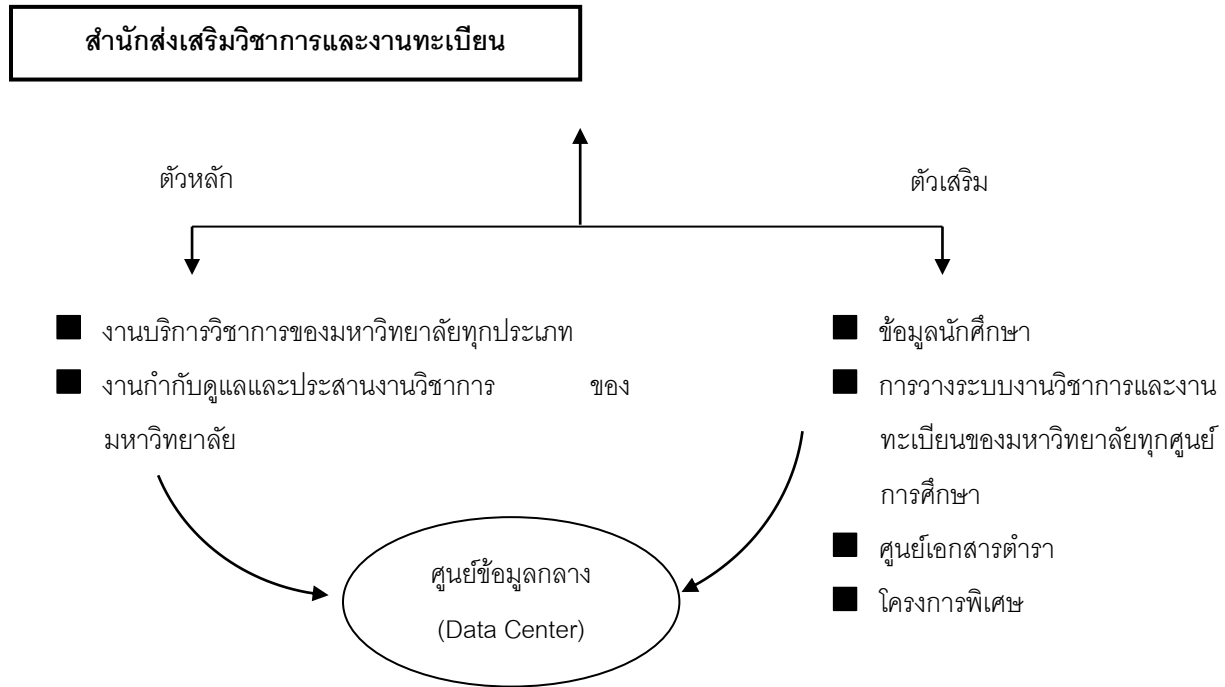 สำนักส่งเสริมวิชาการและงานทะเบียน
ตัวหลัก
ตัวเสริม
■ งานบริการวิชาการของมหาวิทยาลัยทุกประเภท
■ งานกำกับดูแลและประสานงานวิชาการ ของ
มหาวิทยาลัย
■ ข้อมูลนักศึกษา
■ การวางระบบงานวิชาการและงาน
ทะเบียนของมหาวิทยาลัยทุกศูนย์
การศึกษา
■ ศูนย์เอกสารตำรา
■ โครงการพิเศษ
ศูนย์ข้อมูลกลาง
(Data Center)